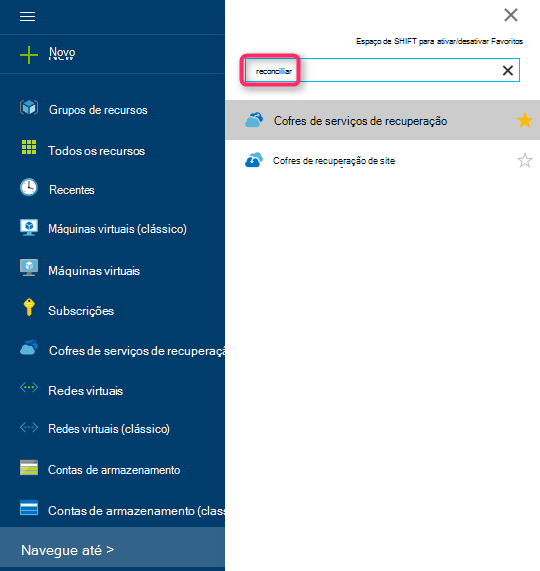 Novo
Grupos de recursos
Todos os recursos
Recentes
Máquinas virtuais (clássico)
Máquinas virtuais
Subscrições
Cofres de serviços de recuperaçã
Redes virtuais
Redes virtuais (clássico)
Contas de armazenamento
Contas de armazenamento (class
Navegue até >
Espaço de SHIFT para ativar/desativar Favoritos
reconciliar
Cofres de serviços de recuperação
Cofres de recuperação de site